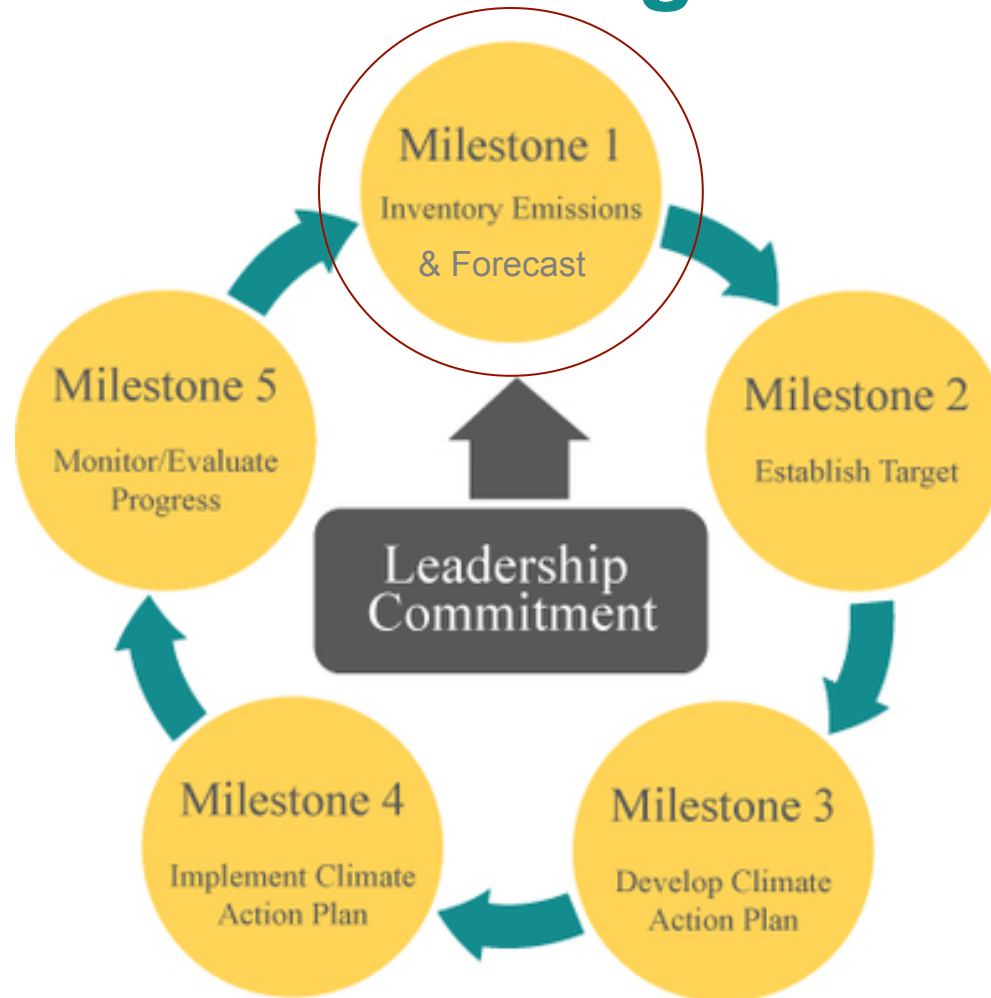 Milestone 1
Inventory Emissions
& Forecast
Milestone 2
Establish Target
Milestone 3
Develop Climate
Action Plan
Milestone 4
Implement Climate
Action Plan
Milestone 5
Monitor/Evaluate
Progress
Leadership
Commitment